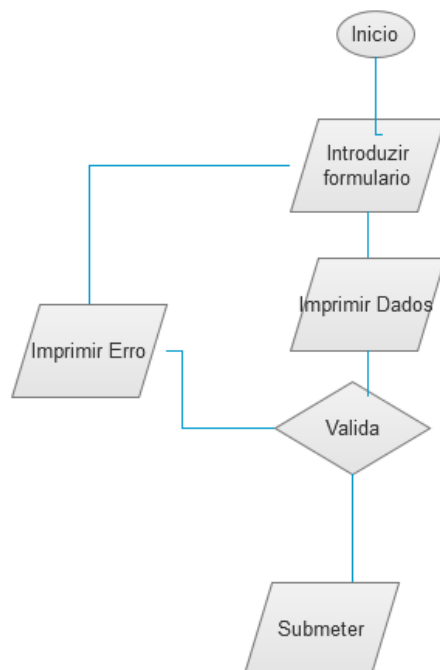 Inicio
Introduzir
formulario
Imprimir Dados
Imprimir Erro
Valida
Submeter